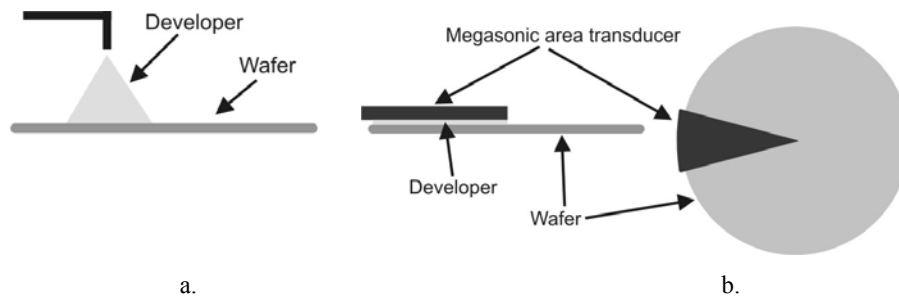 Developer
Wafer
a.
Megasonic area transducer
Developer
Wafer
b.